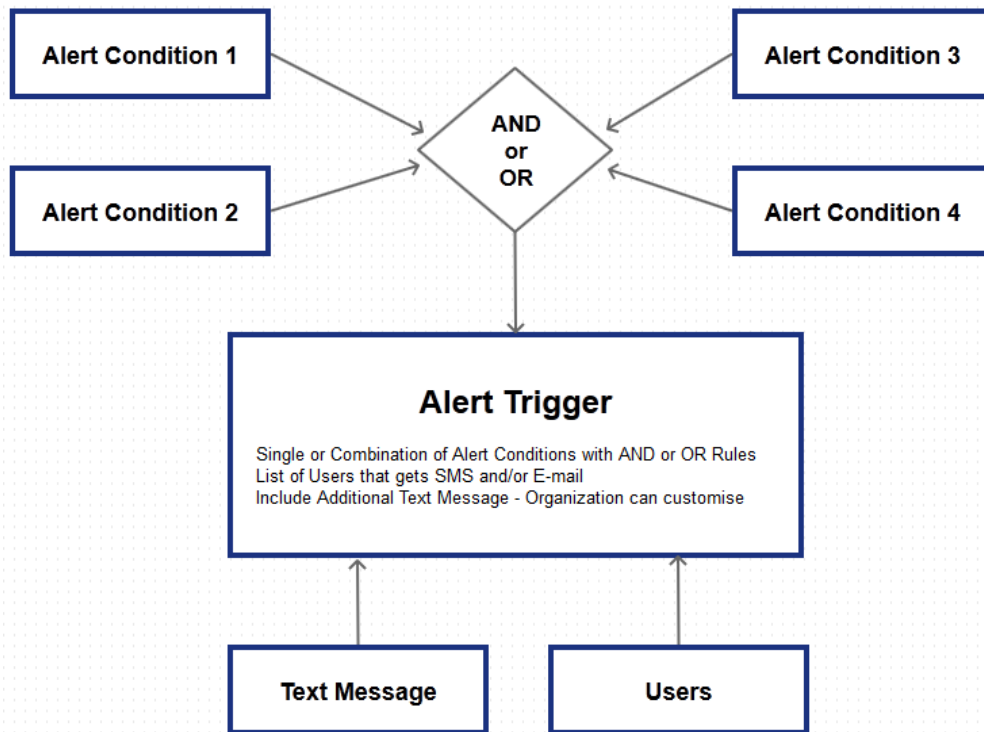 Alert Condition 1
Alert Condition 3
AND
or
OR
Alert Condition 2
Alert Condition 4
Alert Trigger
Single or Combination of Alert Conditions with AND or OR Rules
List of Users that gets SMS and/or E-mail
Include Additional Text Message - Organization can customise
Text Message
Users